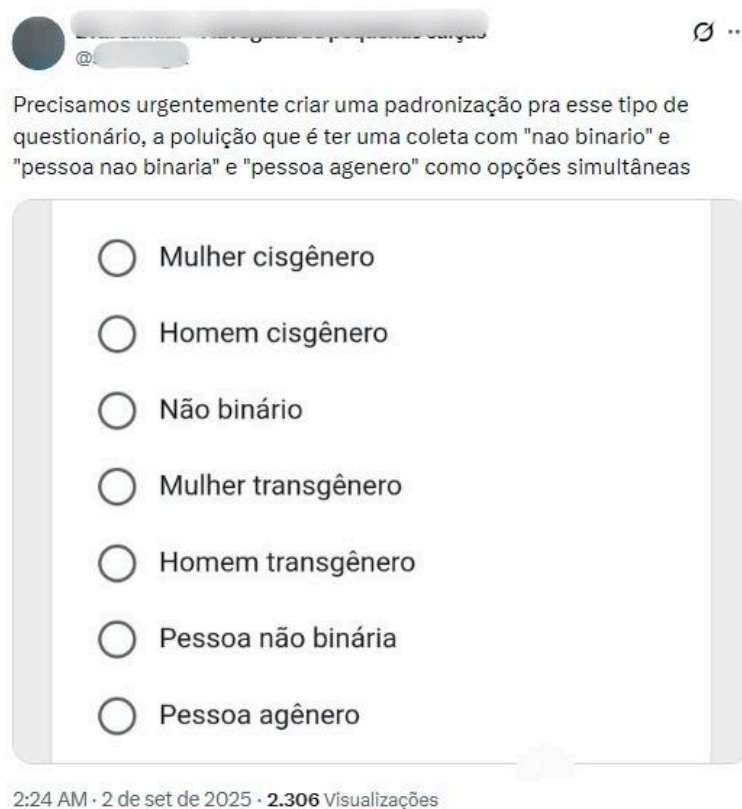 @
Precisamos urgentemente criar uma padronização pra esse tipo de
questionário, a poluição que é ter uma coleta com "nao binario" e
"pessoa nao binaria" e "pessoa agenero" como opções simultâneas
Mulher cisgênero
Homem cisgênero
Não binário
Mulher transgênero
Homem transgênero
Pessoa não binária
Pessoa agênero
2:24 AM · 2 de set de 2025 · 2.306 Visualizações